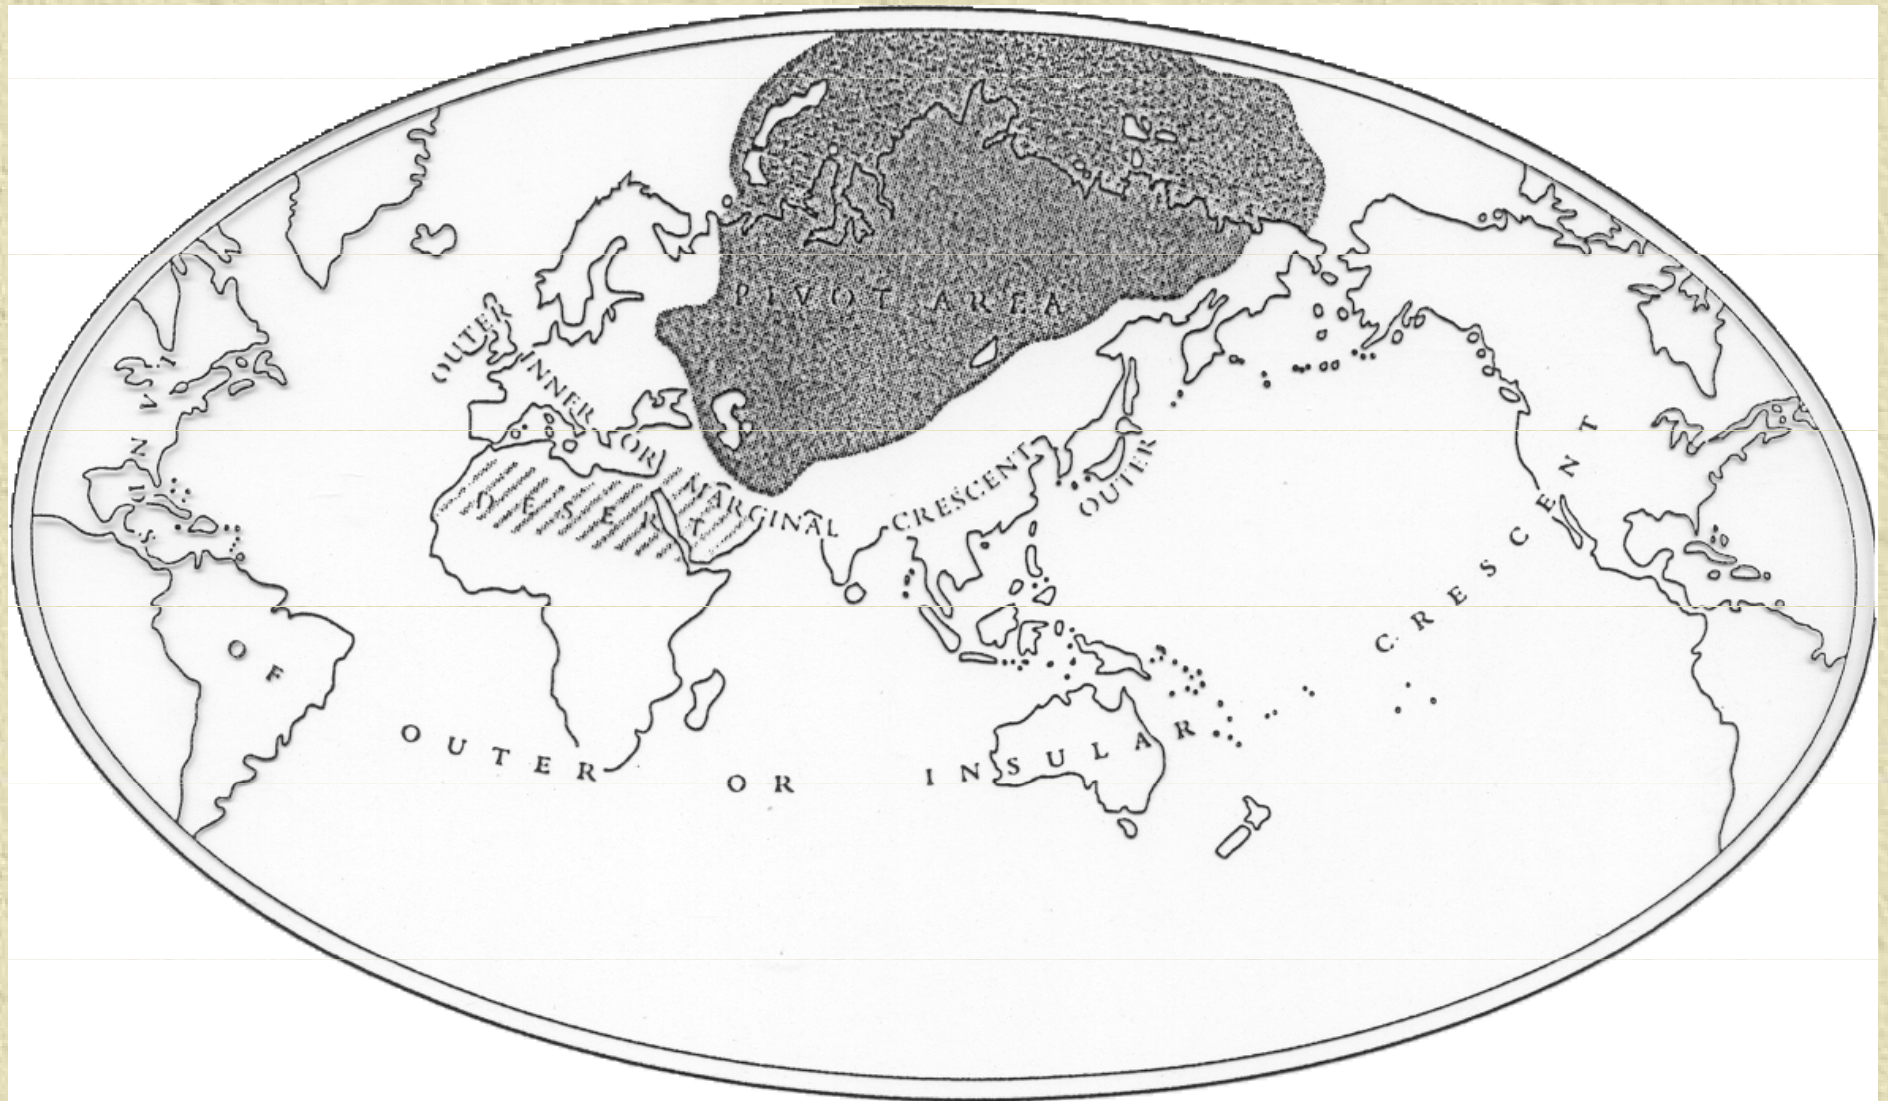 PIVOT AREA
OUTER
INNER OR MARGINAL CRESCENT
OUTER
DESERT
LANDS OF OUTER OR INSULAR CRESCENT